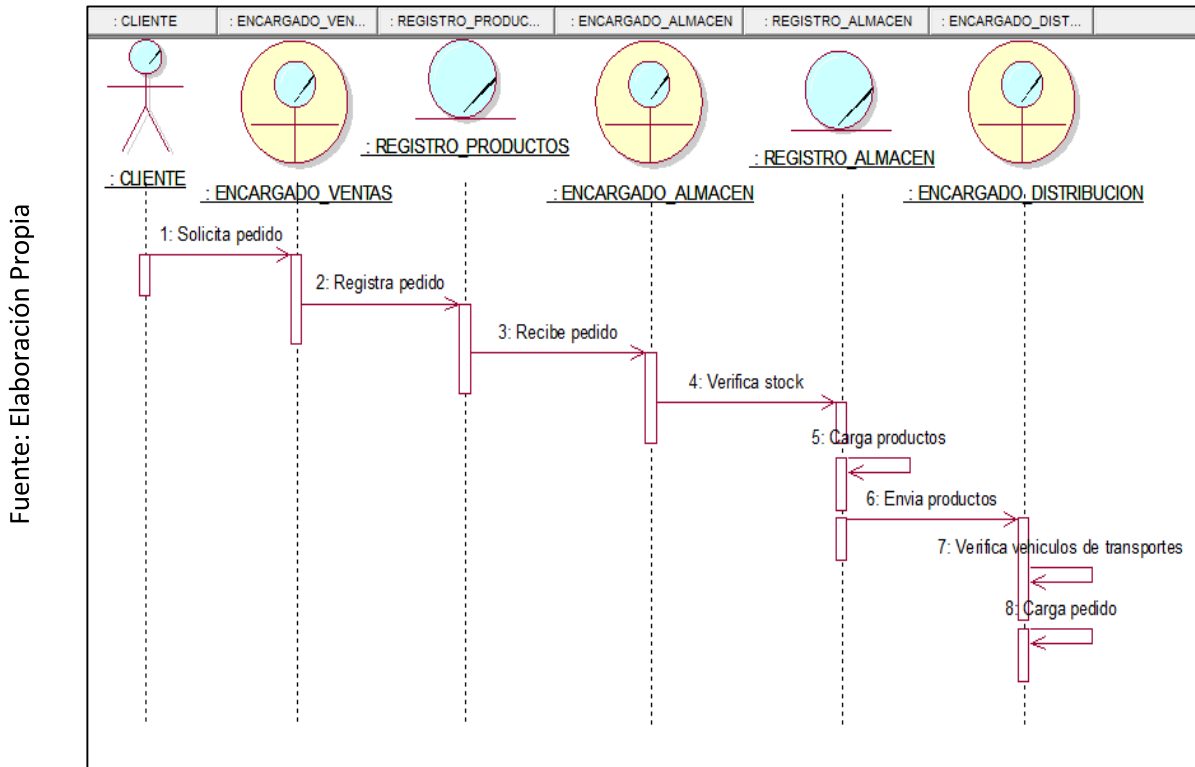 : CLIENTE
: ENCARGADO_VEN...
: REGISTRO_PRODUC...
: ENCARGADO_ALMACEN
: REGISTRO_ALMACEN
: ENCARGADO_DIST...
: CLIENTE
: ENCARGADO_VENTAS
: REGISTRO_PRODUCTOS
: ENCARGADO_ALMACEN
: REGISTRO_ALMACEN
: ENCARGADO_DISTRIBUCION
1: Solicita pedido
2: Registra pedido
3: Recibe pedido
4: Verifica stock
5: Carga productos
6: Envia productos
7: Verifica vehiculos de transportes
8: Carga pedido
Fuente: Elaboración Propia